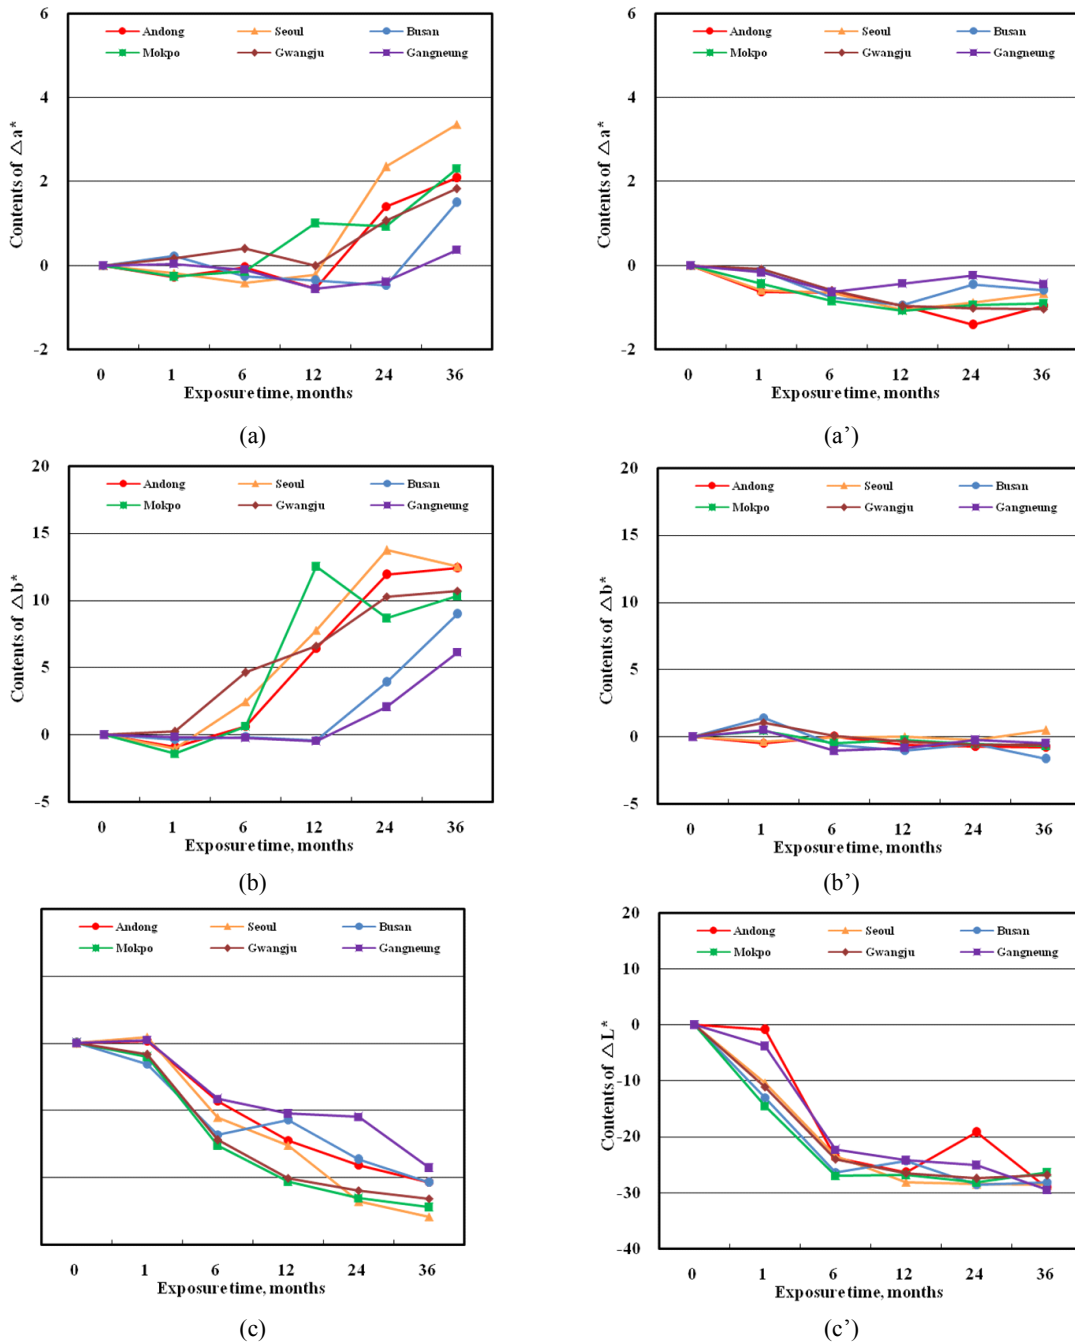 6
4
2
0
-2
Contents of △a*
Andong Seoul Busan
Mokpo Gwangju Gangneung
0 1 6 12 24 36
Exposure time, months
(a)
6
4
2
0
-2
Contents of △a*
Andong Seoul Busan
Mokpo Gwangju Gangneung
0 1 6 12 24 36
Exposure time, months
(a’)
20
15
10
5
0
-5
Contents of △b*
Andong Seoul Busan
Mokpo Gwangju Gangneung
0 1 6 12 24 36
Exposure time, months
(b)
20
15
10
5
0
-5
Contents of △b*
Andong Seoul Busan
Mokpo Gwangju Gangneung
0 1 6 12 24 36
Exposure time, months
(b’)
Andong Seoul Busan
Mokpo Gwangju Gangneung
0 1 6 12 24 36
Exposure time, months
(c)
20
10
0
-10
-20
-30
-40
Contents of △L*
Andong Seoul Busan
Mokpo Gwangju Gangneung
0 1 6 12 24 36
Exposure time, months
(c’)